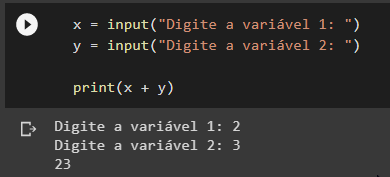 x = input("Digite a variável 1: ")
y = input("Digite a variável 2: ")
print(x + y)
Digite a variável 1: 2
Digite a variável 2: 3
23